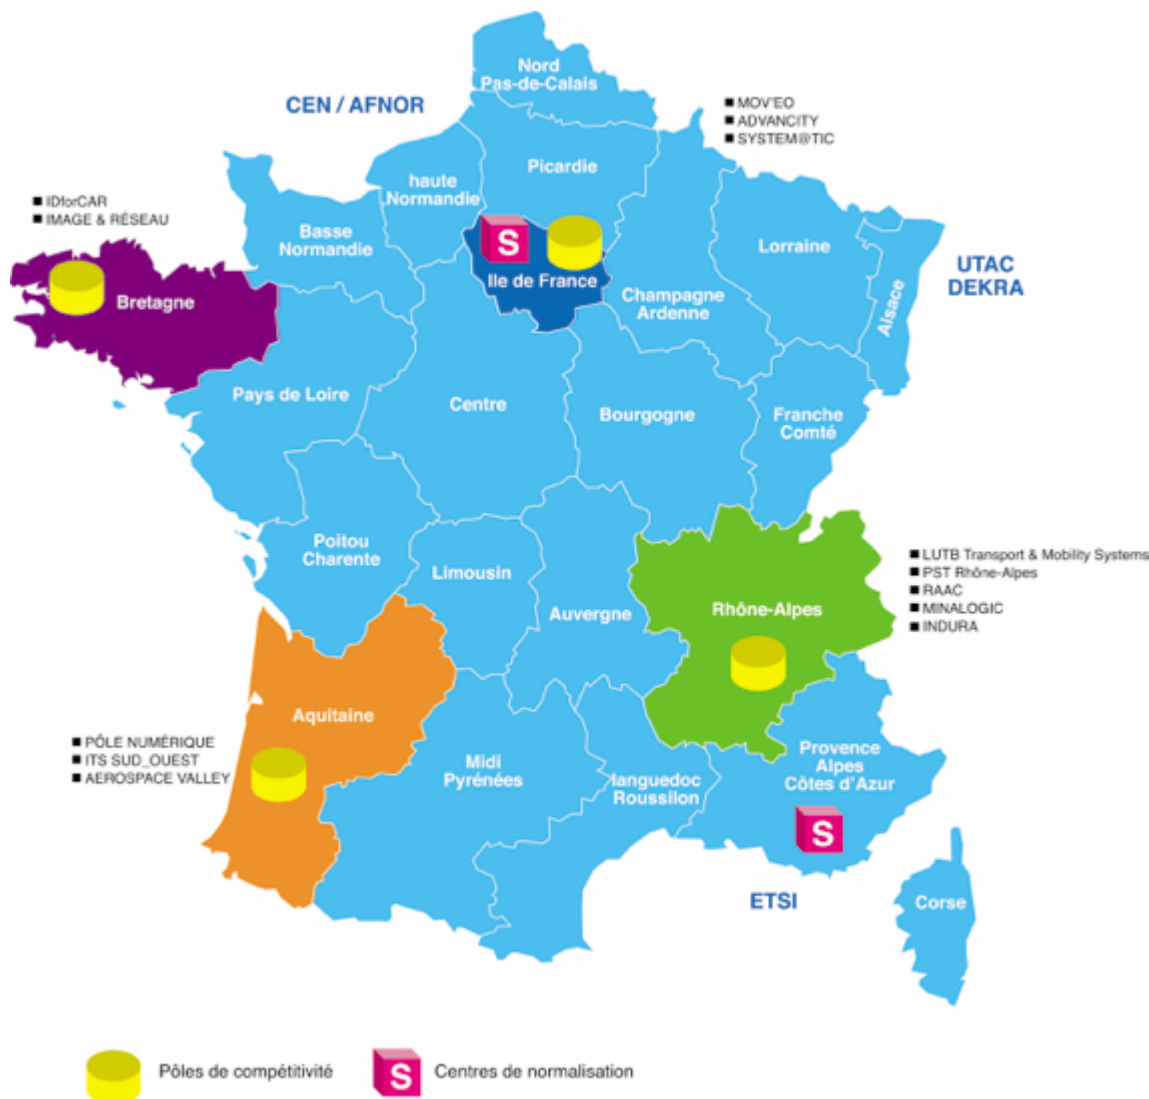 Nord
Pas-de-Calais
CEN / AFNOR
MOV'EO
ADVANCITY
SYSTEM@TIC
Picardie
haute
Normandie
IDforCAR
IMAGE & RÉSEAU
Basse
Normandie
S
Lorraine
UTAC
DEKRA
Ile de France
Bretagne
Champagne
Ardenne
Alsace
Pays de Loire
Centre
Bourgogne
Franche
Comté
Poitou
Charente
Limousin
Auvergne
Rhône-Alpes
LUTB Transport & Mobility Systems
PST Rhône-Alpes
RAAC
MINALOGIC
INDURA
Aquitaine
PÔLE NUMÉRIQUE
ITS SUD_OUEST
AEROSPACE VALLEY
Midi
Pyrénées
languedoc
Roussilon
Provence
Alpes
Côtes d'Azur
S
ETSI
Corse
Pôles de compétitivité
S
Centres de normalisation